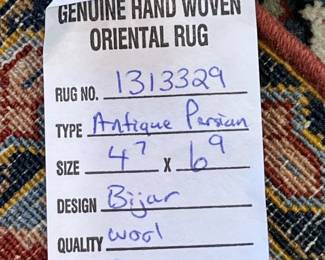 GENUINE HAND WOVEN
ORIENTAL RUG
RUG NO. 1313329
TYPE Antique Persian
SIZE 4 7 X 6 9
DESIGN Bijar
QUALITY wool